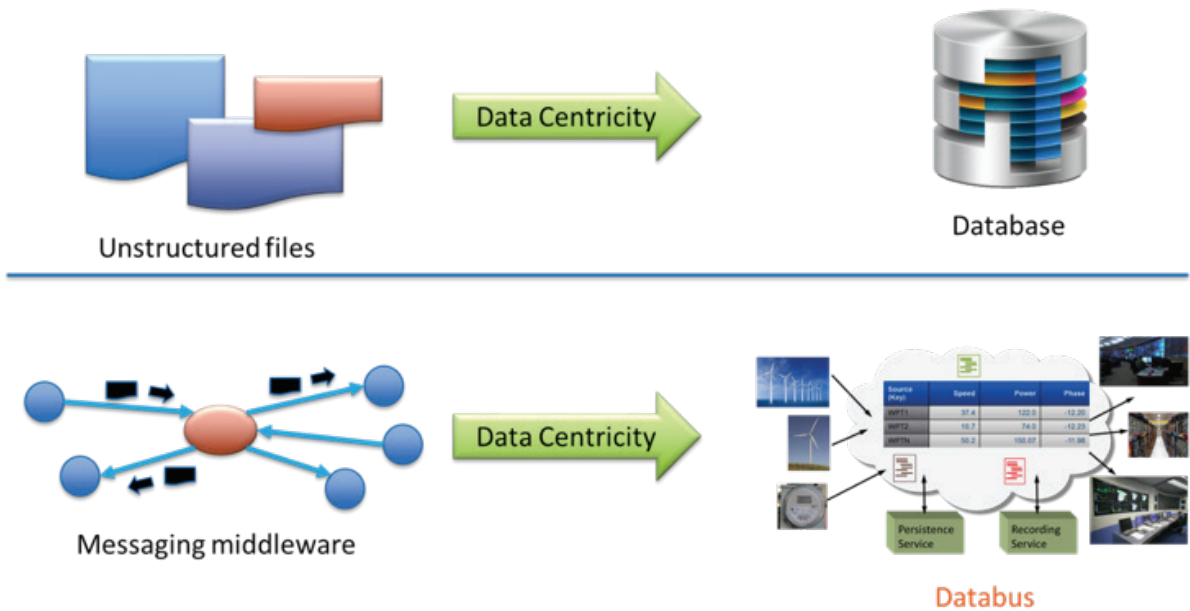 Data Centricity
Unstructured files
Database
Data Centricity
Messaging middleware
Source
(Key) Speed Power Phase
WPT1 37.4 122.0 -12.20
WPT2 10.7 74.0 -12.23
WPTN 50.2 150.07 -11.98
Persistence
Service
Recording
Service
Databus